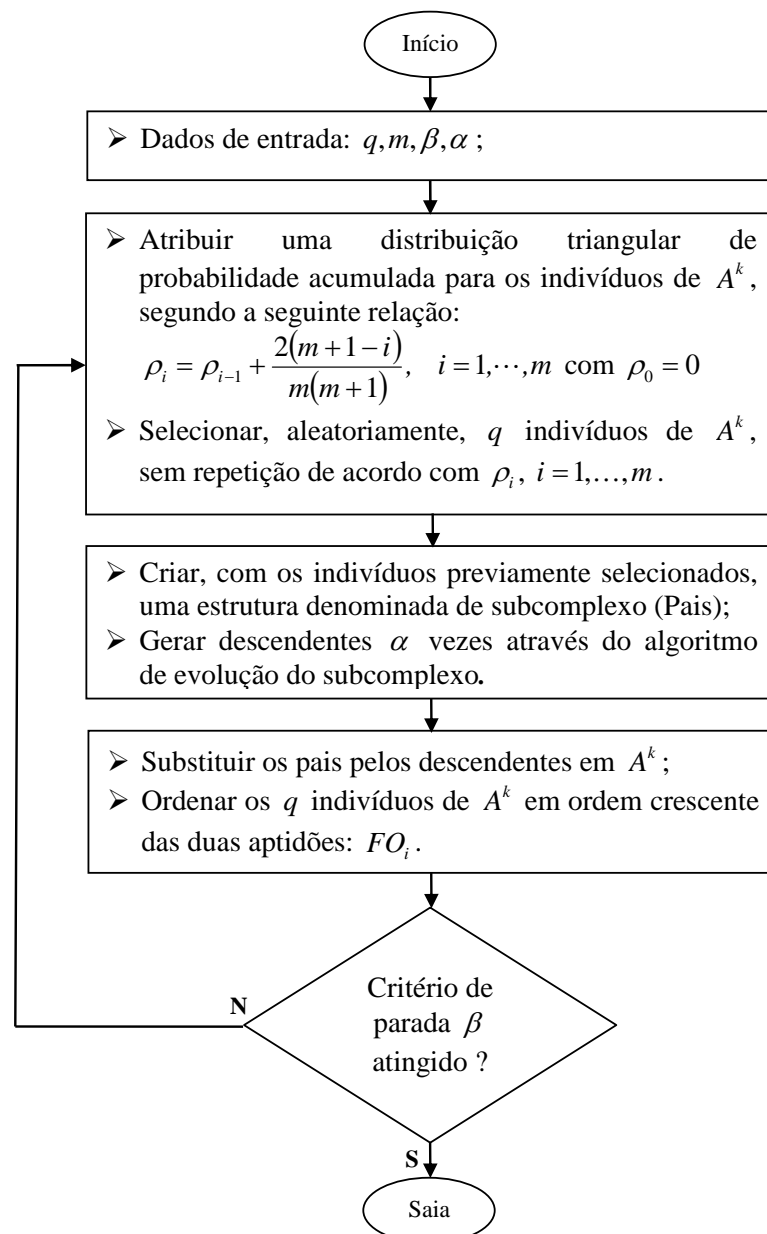 Início
➢ Dados de entrada: q, m, β, α ;
➢ Atribuir uma distribuição triangular de
probabilidade acumulada para os indivíduos de A^k ,
segundo a seguinte relação:
ρ_i = ρ_{i−1} + 2(m+1−i)/m(m+1), i = 1,⋯,m com ρ_0 = 0
➢ Selecionar, aleatoriamente, q indivíduos de A^k ,
sem repetição de acordo com ρ_i , i = 1,…,m .
➢ Criar, com os indivíduos previamente selecionados,
uma estrutura denominada de subcomplexo (Pais);
➢ Gerar descendentes α vezes através do algoritmo
de evolução do subcomplexo.
➢ Substituir os pais pelos descendentes em A^k ;
➢ Ordenar os q indivíduos de A^k em ordem crescente
das duas aptidões: FO_i .
Critério de
N
parada β
atingido ?
S
Saia